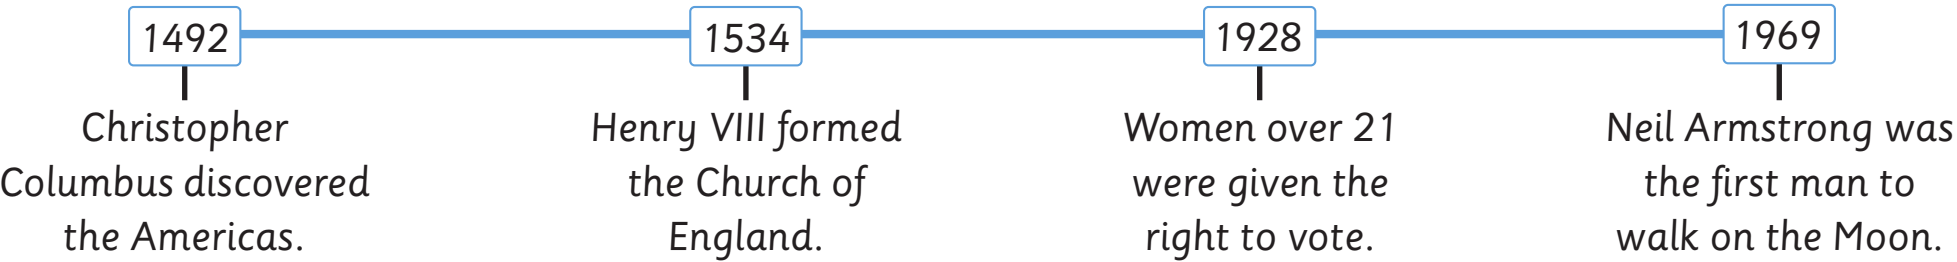 1492
Christopher
Columbus discovered
the Americas.
1534
Henry VIII formed
the Church of
England.
1928
Women over 21
were given the
right to vote.
1969
Neil Armstrong was
the first man to
walk on the Moon.